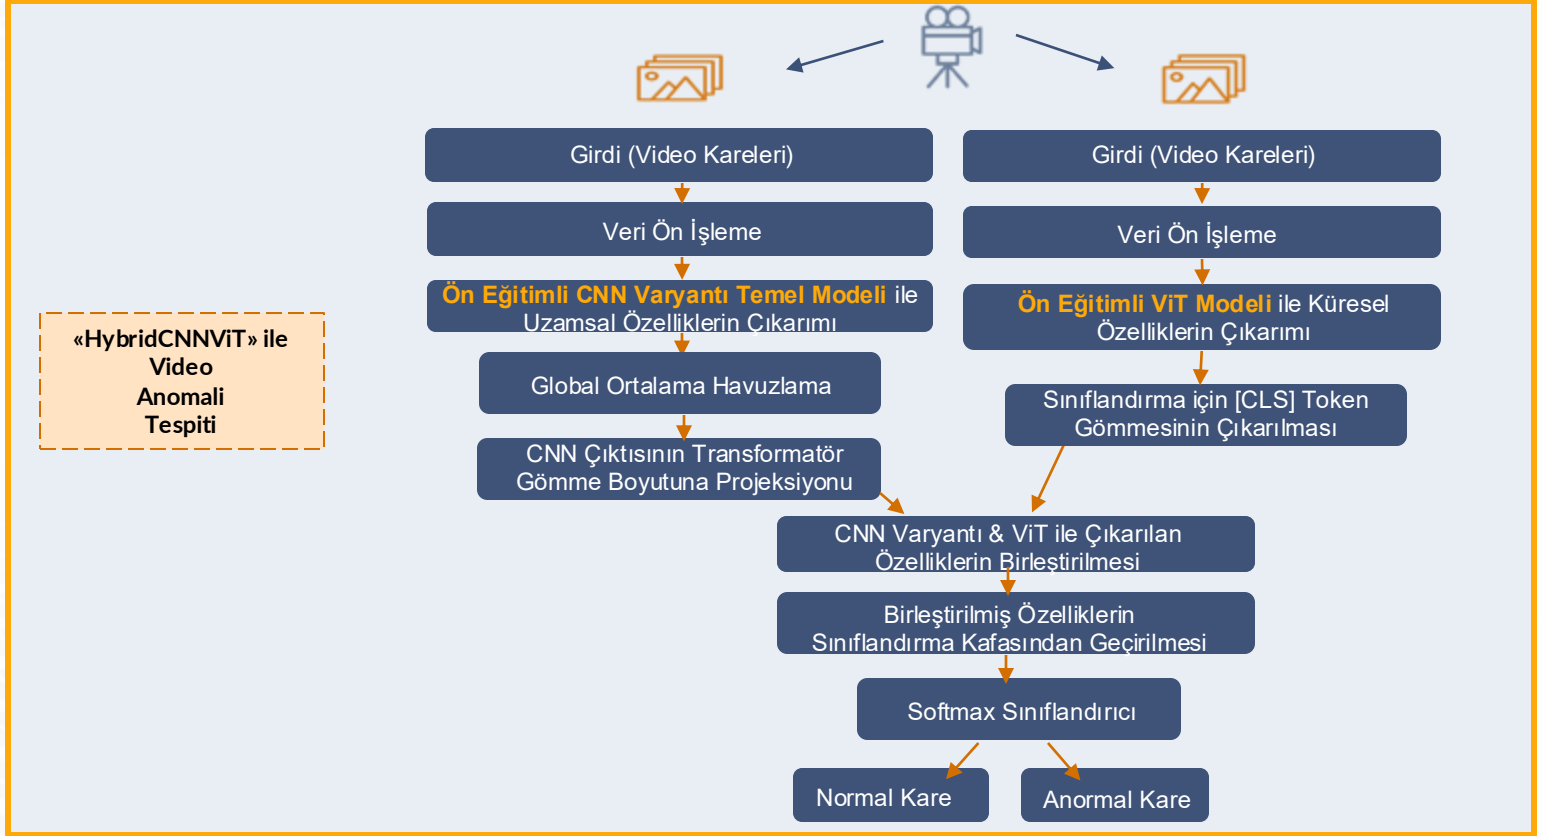 «HybridCNNViT» ile
Video
Anomali
Tespiti
Girdi (Video Kareleri)
Veri Ön İşleme
Ön Eğitimli CNN Varyantı Temel Modeli ile
Uzamsal Özelliklerin Çıkarımı
Global Ortalama Havuzlama
CNN Çıktısının Transformatör
Gömme Boyutuna Projeksiyonu
Girdi (Video Kareleri)
Veri Ön İşleme
Ön Eğitimli ViT Modeli ile Küresel
Özelliklerin Çıkarımı
Sınıflandırma için [CLS] Token
Gömmesinin Çıkarılması
CNN Varyantı & ViT ile Çıkarılan
Özelliklerin Birleştirilmesi
Birleştirilmiş Özelliklerin
Sınıflandırma Kafasından Geçirilmesi
Softmax Sınıflandırıcı
Normal Kare
Anormal Kare